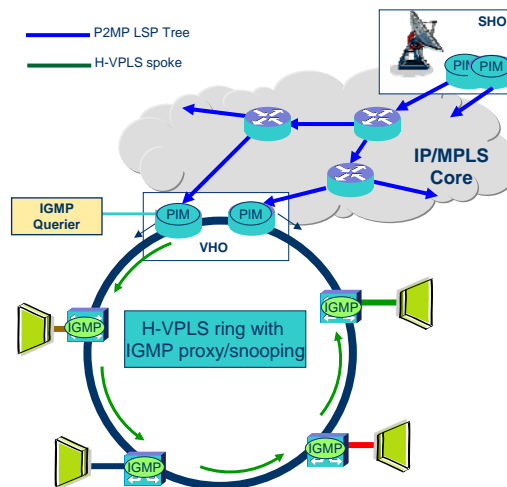 P2MP LSP Tree
H-VPLS spoke
SHO
PIM
PIM
IP/MPLS
Core
IGMP
Querier
PIM
PIM
VHO
IGMP
IGMP
H-VPLS ring with
IGMP proxy/snooping
IGMP
IGMP